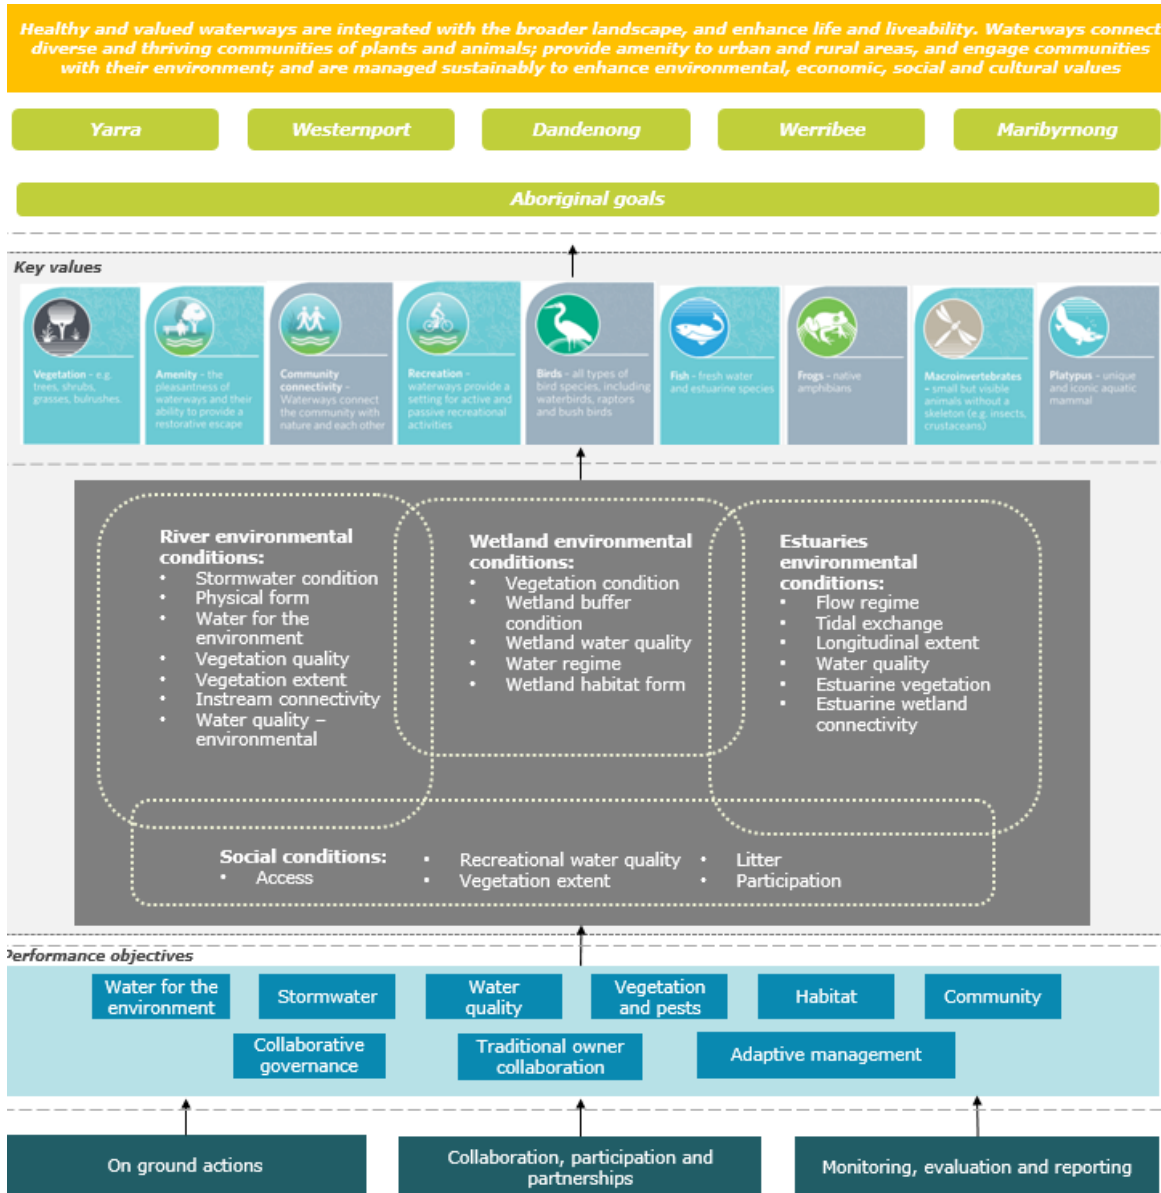 Healthy and valued waterways are integrated with the broader landscape, and enhance life and liveability. Waterways connect
diverse and thriving communities of plants and animals; provide amenity to urban and rural areas, and engage communities
with their environment; and are managed sustainably to enhance environmental, economic, social and cultural values
Yarra
Westernport
Dandenong
Werribee
Maribyrnong
Aboriginal goals
Key values
Vegetation – e.g.
trees, shrubs,
grasses, bulrushes.
Amenity – the
pleasantness of
waterways and their
ability to provide a
restorative escape
Community
connectivity –
Waterways connect
the community with
nature and each other
Recreation –
waterways provide a
setting for active and
passive recreational
activities
Birds – all types of
bird species, including
waterbirds, raptors
and bush birds
Fish – fresh water
and estuarine species
Frogs – native
amphibians
Macroinvertebrates
– small but visible
animals without a
skeleton (e.g. insects,
crustaceans)
Platypus – unique
and iconic aquatic
mammal
River environmental
conditions:
• Stormwater condition
• Physical form
• Water for the
environment
• Vegetation quality
• Vegetation extent
• Instream connectivity
• Water quality –
environmental
Wetland environmental
conditions:
• Vegetation condition
• Wetland buffer
condition
• Wetland water quality
• Water regime
• Wetland habitat form
Estuaries
environmental
conditions:
• Flow regime
• Tidal exchange
• Longitudinal extent
• Water quality
• Estuarine vegetation
• Estuarine wetland
connectivity
Social conditions:
• Access
• Recreational water quality
• Vegetation extent
• Litter
• Participation
Performance objectives
Water for the
environment
Stormwater
Water
quality
Vegetation
and pests
Habitat
Community
Collaborative
governance
Traditional owner
collaboration
Adaptive management
On ground actions
Collaboration, participation and
partnerships
Monitoring, evaluation and reporting